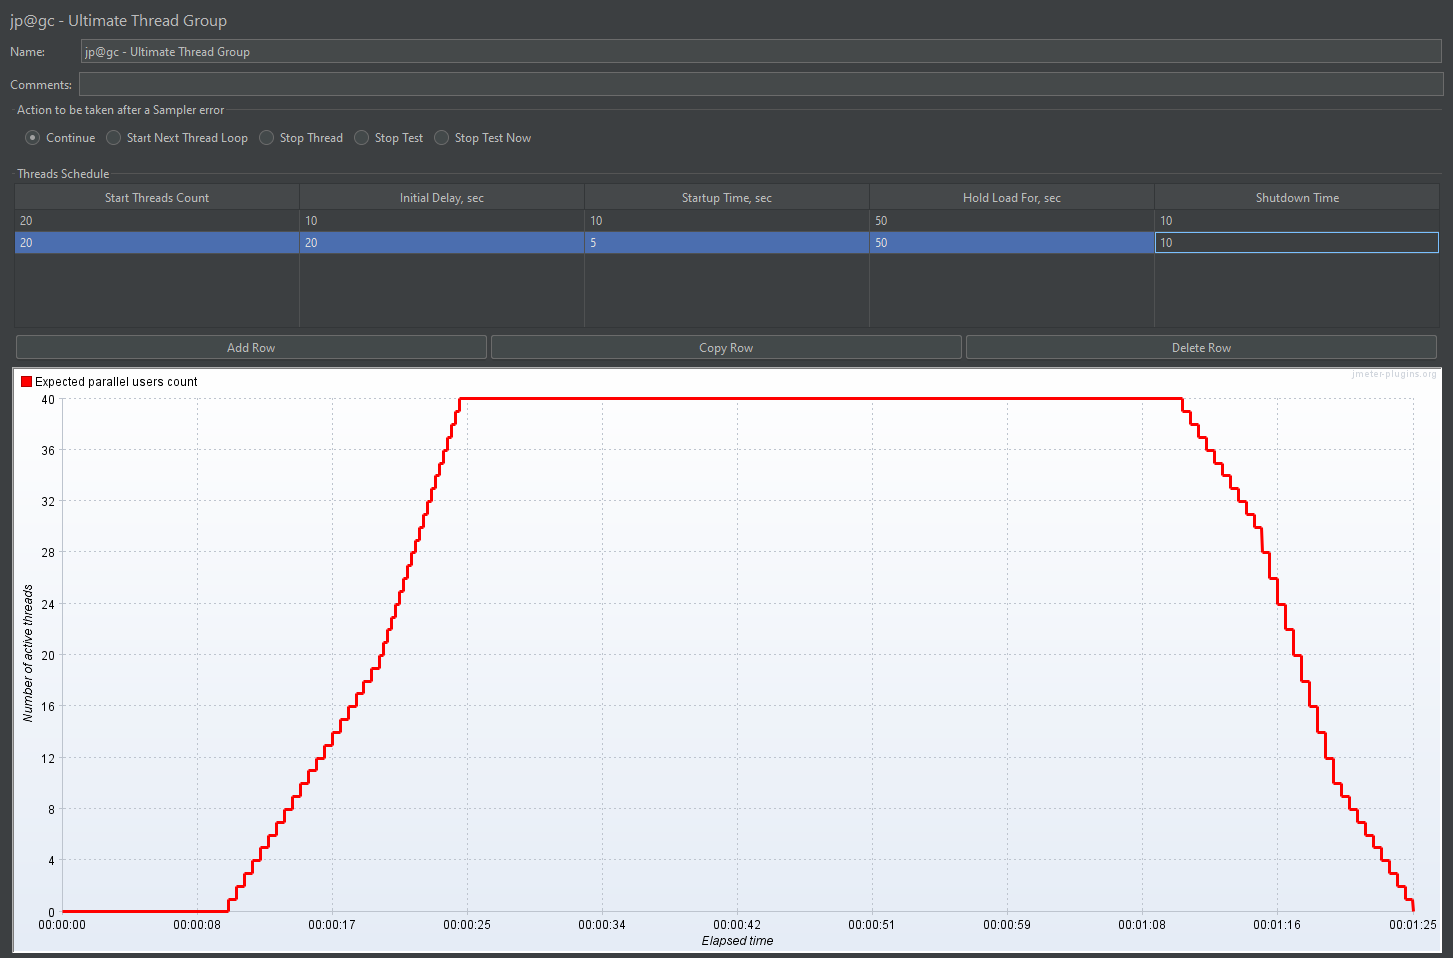 jp@gc - Ultimate Thread Group
Name: jp@gc - Ultimate Thread Group
Comments:
Action to be taken after a Sampler error
Continue Start Next Thread Loop Stop Thread Stop Test Stop Test Now
Threads Schedule
Start Threads Count Initial Delay, sec Startup Time, sec Hold Load For, sec Shutdown Time
20 10 10 50 10
20 20 5 50 10
Add Row Copy Row Delete Row
jmeter-plugins.org
Expected parallel users count
40
36
32
28
24
20
16
12
8
4
0
Number of active threads
00:00:00 00:00:08 00:00:17 00:00:25 00:00:34 00:00:42 00:00:51 00:00:59 00:01:08 00:01:16 00:01:25
Elapsed time